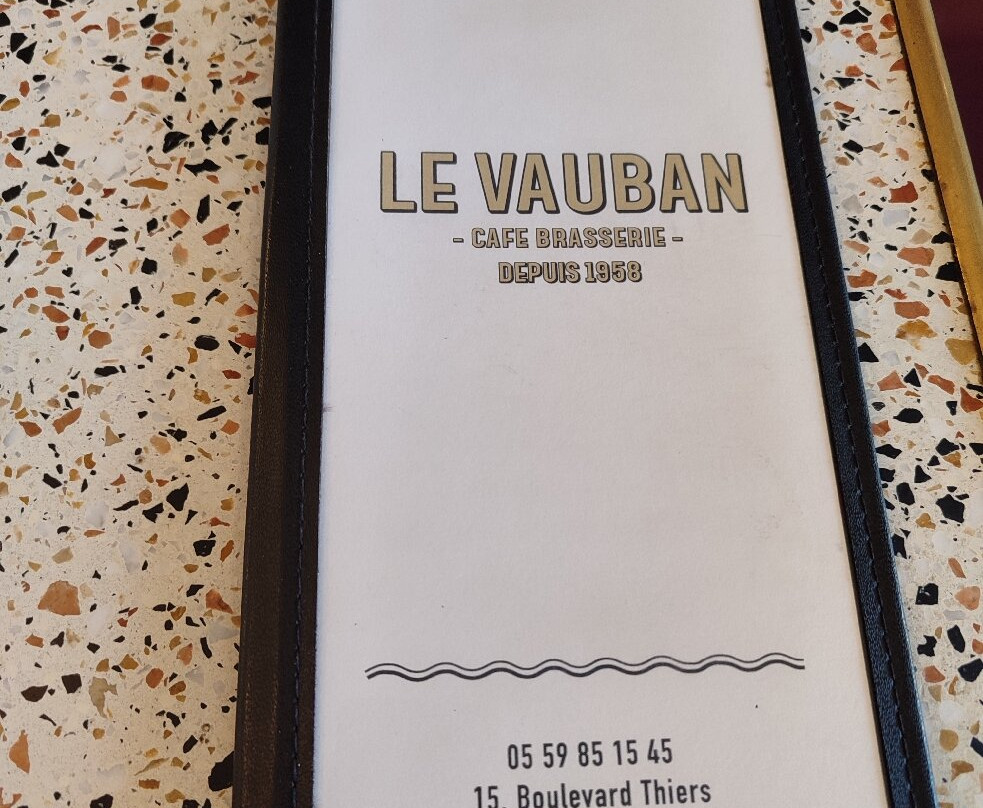 LE VAUBAN
- CAFE BRASSERIE -
DEPUIS 1958
05 59 85 15 45
15, Boulevard Thiers